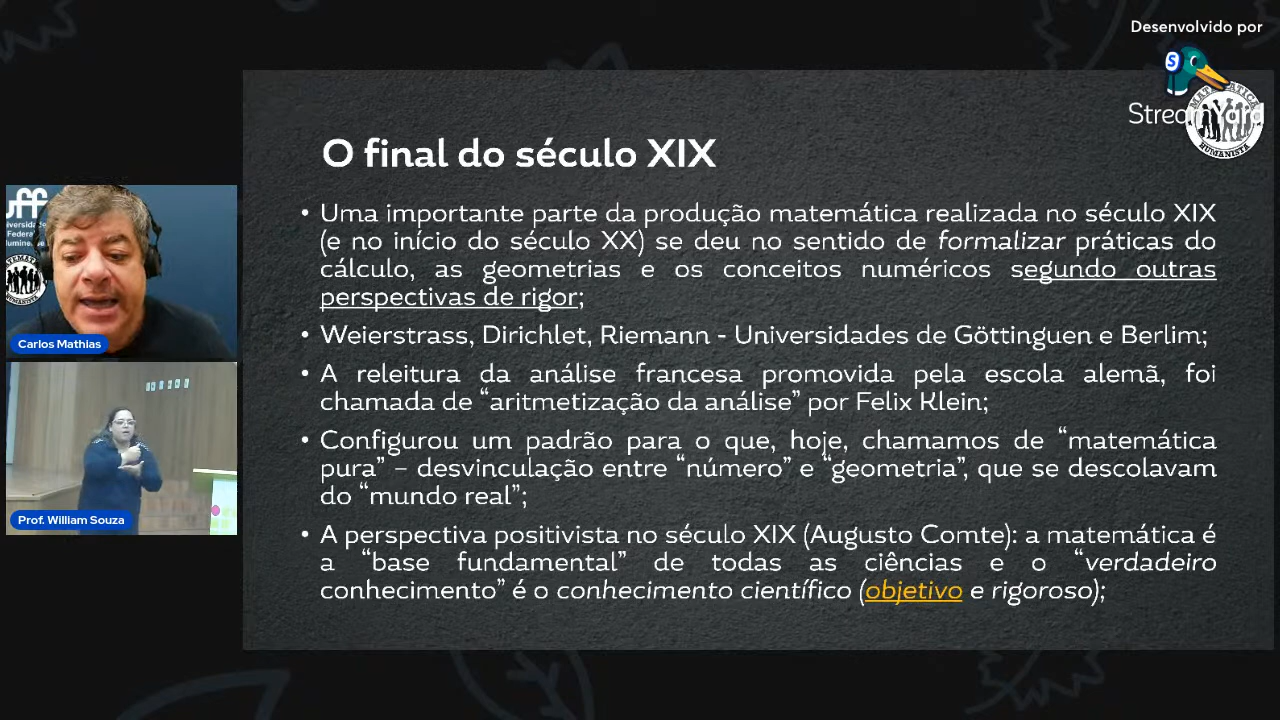 Desenvolvido por
S
StreamYard
MATEMÁTICA
HUMANISTA
O final do século XIX
• Uma importante parte da produção matemática realizada no século XIX
(e no início do século XX) se deu no sentido de formalizar práticas do
cálculo, as geometrias e os conceitos numéricos segundo outras
perspectivas de rigor;
• Weierstrass, Dirichlet, Riemann - Universidades de Göttinguen e Berlim;
• A releitura da análise francesa promovida pela escola alemã, foi
chamada de “aritmetização da análise” por Felix Klein;
• Configurou um padrão para o que, hoje, chamamos de “matemática
pura” – desvinculação entre “número” e “geometria”, que se descolavam
do “mundo real”;
• A perspectiva positivista no século XIX (Augusto Comte): a matemática é
a “base fundamental” de todas as ciências e o “verdadeiro
conhecimento” é o conhecimento científico (objetivo e rigoroso);
uff
Federal
Carlos Mathias
Prof. William Souza